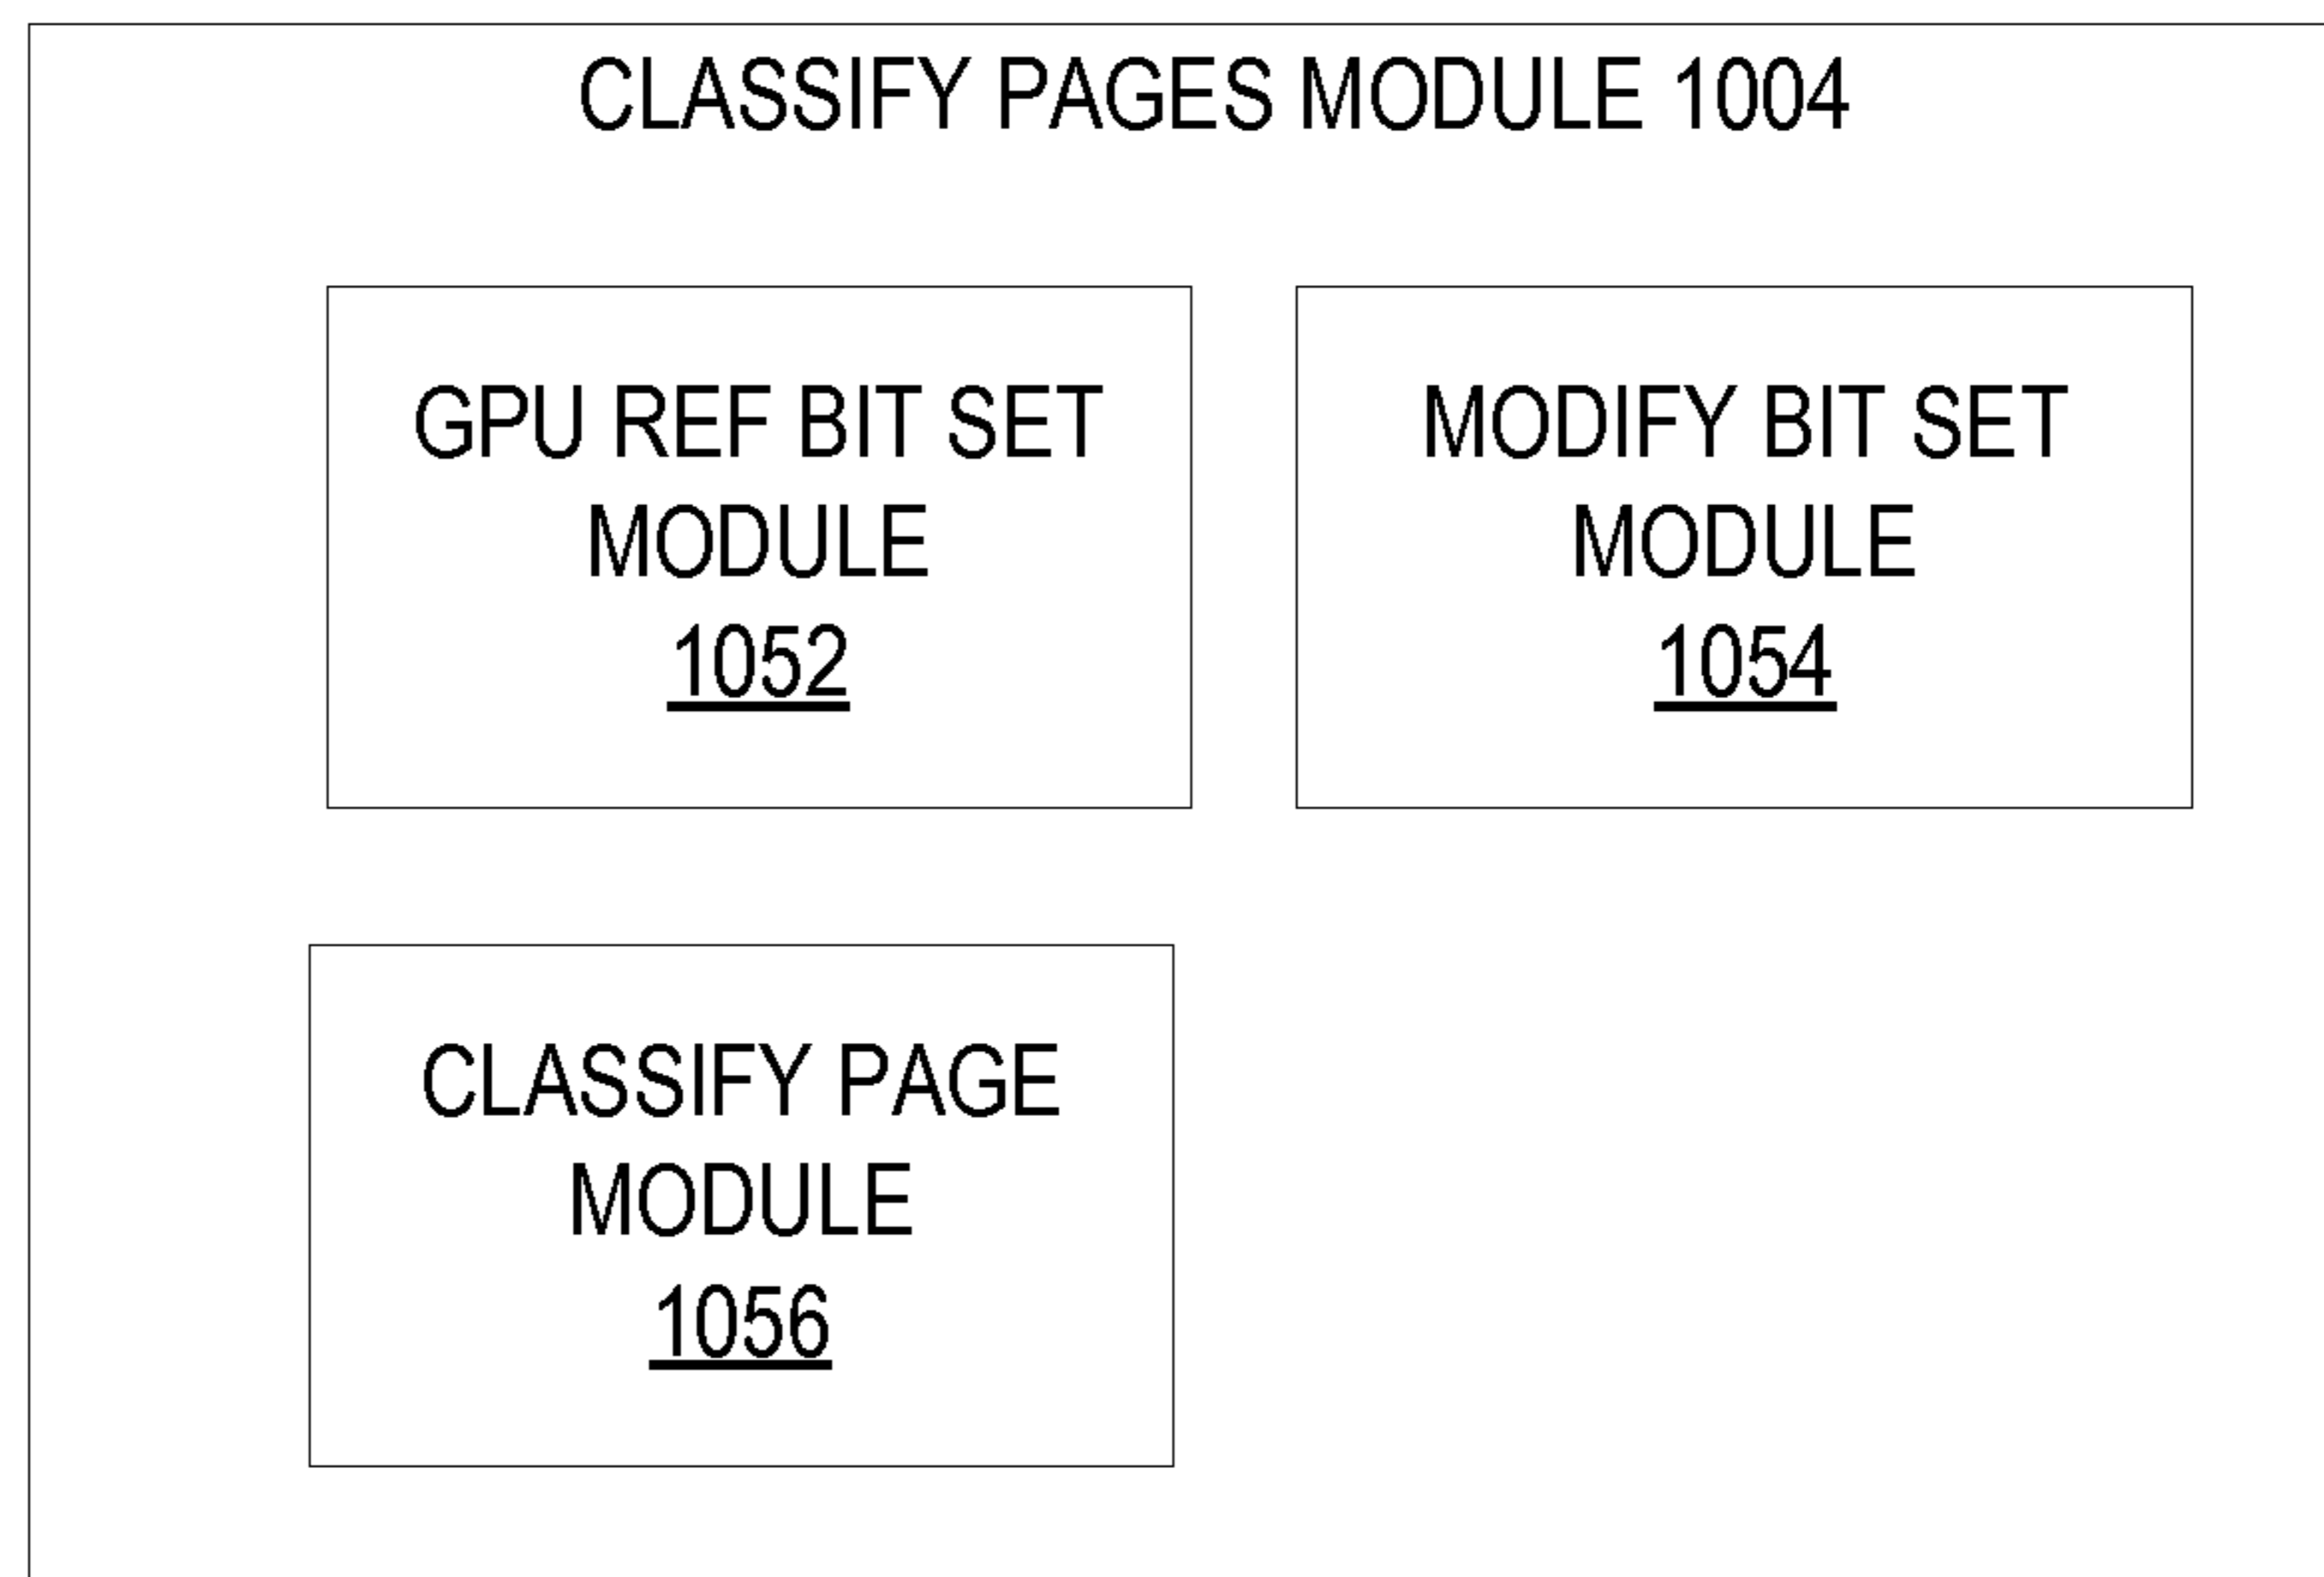 CLASSIFY PAGES MODULE 1004
GPU REF BIT SET
MODULE
1052
MODIFY BIT SET
MODULE
1054
CLASSIFY PAGE
MODULE
1056